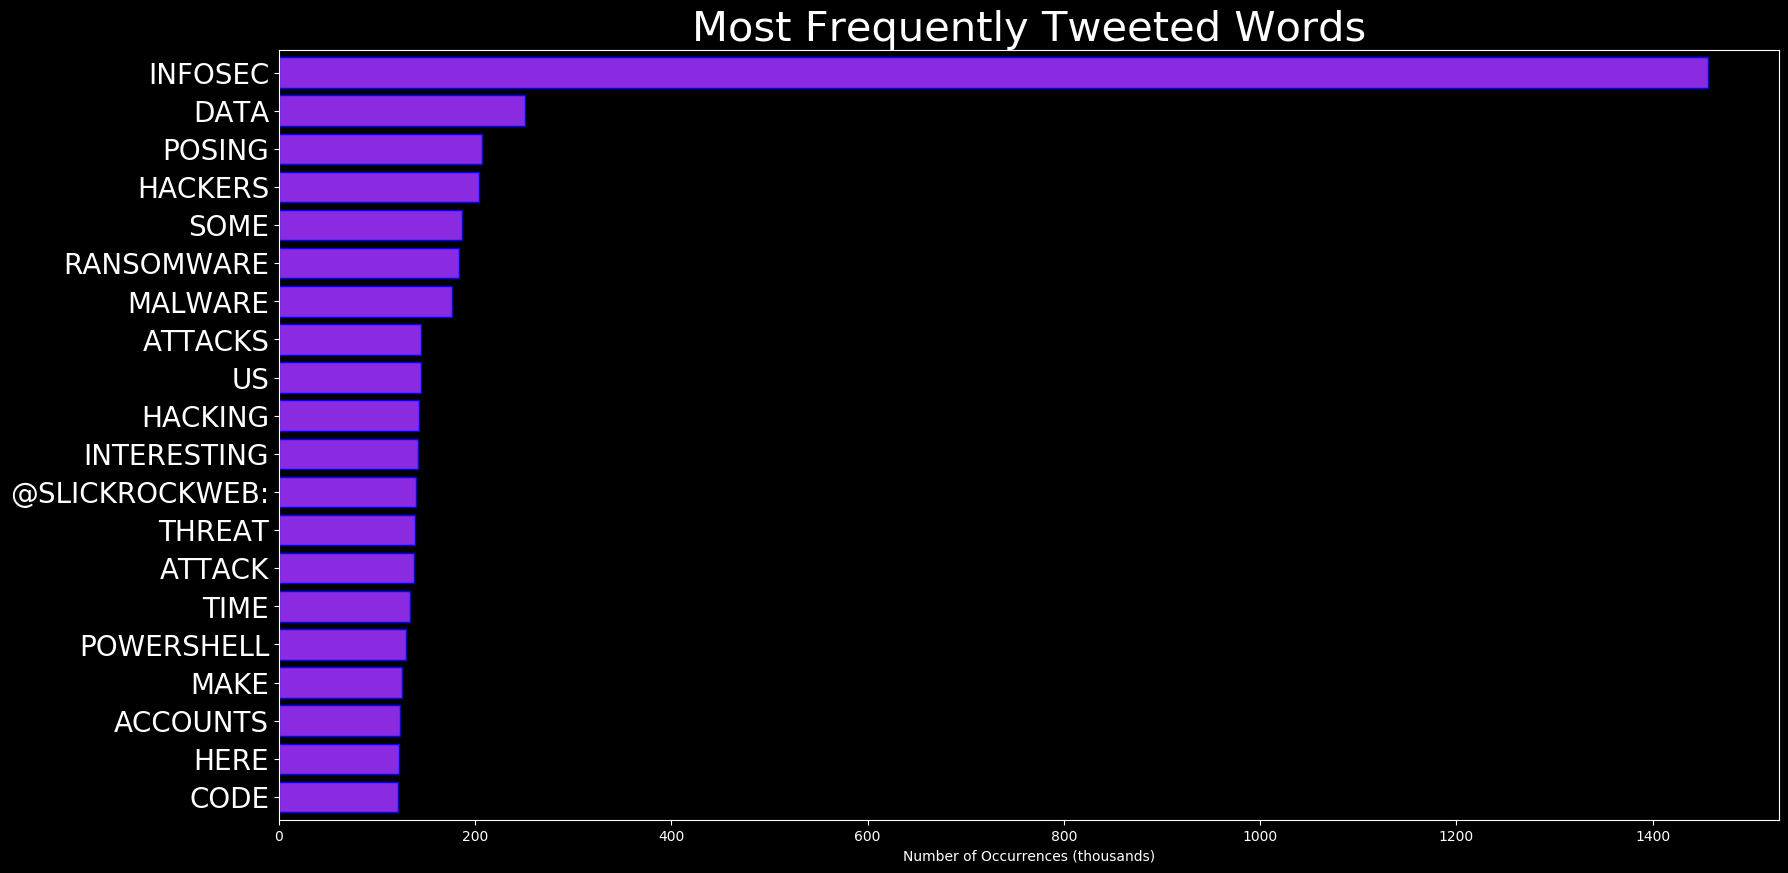 Most Frequently Tweeted Words
INFOSEC
DATA
POSING
HACKERS
SOME
RANSOMWARE
MALWARE
ATTACKS
US
HACKING
INTERESTING
@SLICKROCKWEB:
THREAT
ATTACK
TIME
POWERSHELL
MAKE
ACCOUNTS
HERE
CODE
0 200 400 600 800 1000 1200 1400
Number of Occurrences (thousands)